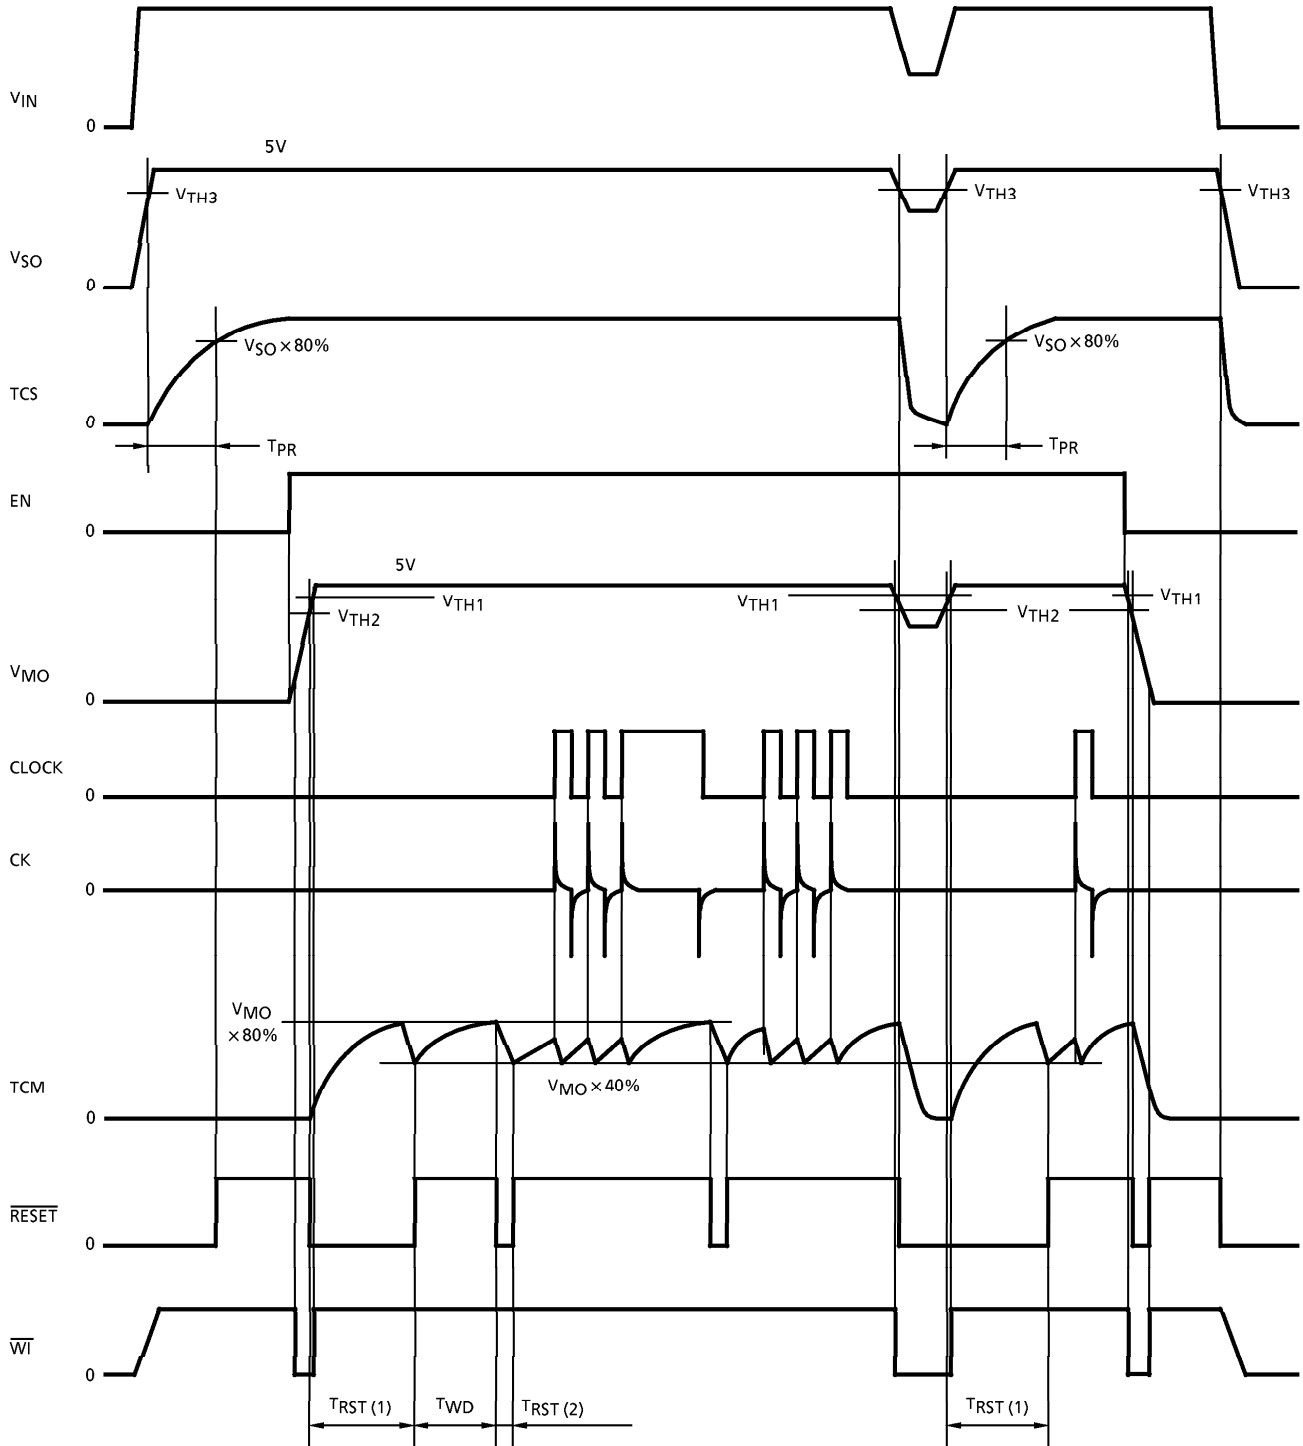 VIN
0
5V
VTH3 VTH3 VTH3
VSO
0
VSO×80% VSO×80%
TCS
0
TPR TPR
EN
0
5V
VTH1 VTH1 VTH1
VTH2 VTH2
VMO
0
CLOCK
0
CK
0
VMO
×80%
VMO×40%
TCM
0
RESET
0
WI
0
TRST (1) TWD TRST (2) TRST (1)